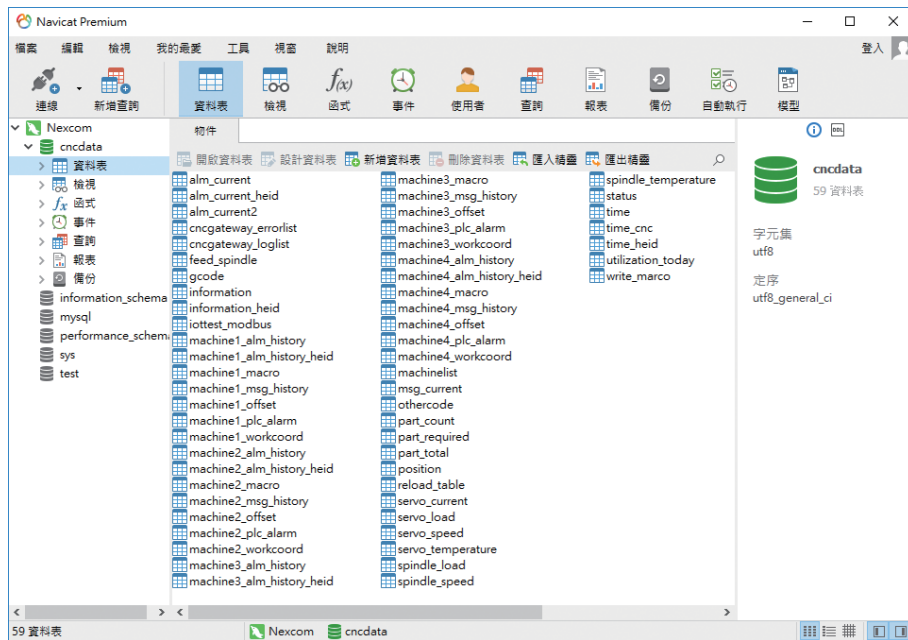 Navicat Premium
檔案 編輯 檢視 我的最愛 工具 視窗 說明 登入
連線 新增查詢 資料表 檢視 函式 事件 使用者 查詢 報表 備份 自動執行 模型
f(x)
Nexcom
cncdata
資料表
檢視
fx 函式
事件
查詢
報表
備份
information_schema
mysql
performance_schem
sys
test
物件
開啟資料表 設計資料表 新增資料表 刪除資料表 匯入精靈 匯出精靈
alm_current
alm_current_heid
alm_current2
cncgateway_errorlist
cncgateway_loglist
feed_spindle
gcode
information
information_heid
iottest_modbus
machine1_alm_history
machine1_alm_history_heid
machine1_macro
machine1_msg_history
machine1_offset
machine1_plc_alarm
machine1_workcoord
machine2_alm_history
machine2_alm_history_heid
machine2_macro
machine2_msg_history
machine2_offset
machine2_plc_alarm
machine2_workcoord
machine3_alm_history
machine3_alm_history_heid
machine3_macro
machine3_msg_history
machine3_offset
machine3_plc_alarm
machine3_workcoord
machine4_alm_history
machine4_alm_history_heid
machine4_macro
machine4_msg_history
machine4_offset
machine4_plc_alarm
machine4_workcoord
machinelist
msg_current
othercode
part_count
part_required
part_total
position
reload_table
servo_current
servo_load
servo_speed
servo_temperature
spindle_load
spindle_speed
spindle_temperature
status
time
time_cnc
time_heid
utilization_today
write_marco
DDL
cncdata
59 資料表
字元集
utf8
定序
utf8_general_ci
59 資料表 Nexcom cncdata